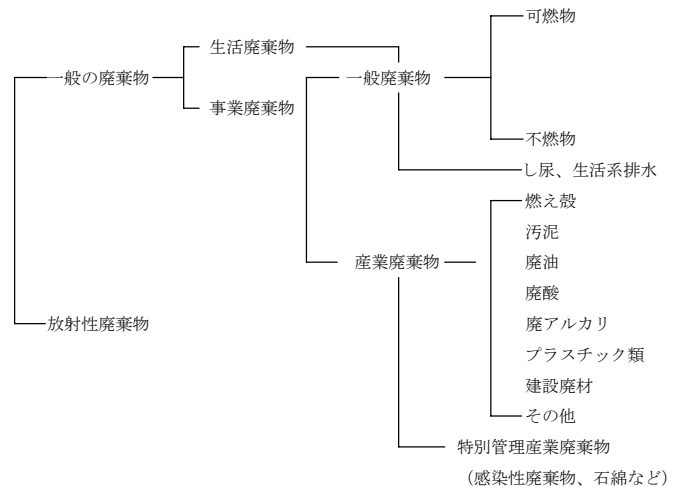 可燃物
生活廃棄物
一般の廃棄物
一般廃棄物
事業廃棄物
不燃物
し尿、生活系排水
燃え殻
汚泥
産業廃棄物
廃油
廃酸
放射性廃棄物
廃アルカリ
プラスチック類
建設廃材
その他
特別管理産業廃棄物
（感染性廃棄物、石綿など）